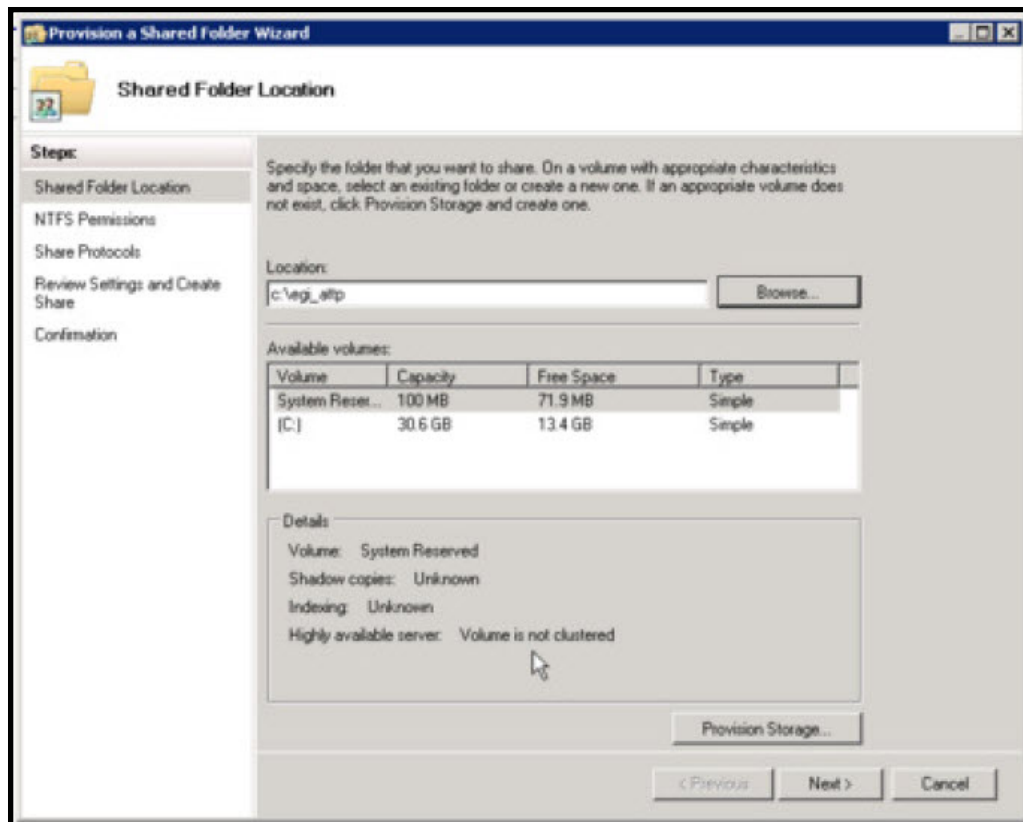 Provision a Shared Folder Wizard
Shared Folder Location
Steps:
Shared Folder Location
NTFS Permissions
Share Protocols
Review Settings and Create
Share
Confirmation
Specify the folder that you want to share. On a volume with appropriate characteristics
and space, select an existing folder or create a new one. If an appropriate volume does
not exist, click Provision Storage and create one.
Location:
Browse...
Available volumes:
Volume Capacity Free Space Type
System Reser... 100 MB 71.9 MB Simple
(C:) 30.6 GB 13.4 GB Simple
Details
Volume: System Reserved
Shadow copies: Unknown
Indexing: Unknown
Highly available server: Volume is not clustered
Provision Storage...
< Previous Next > Cancel